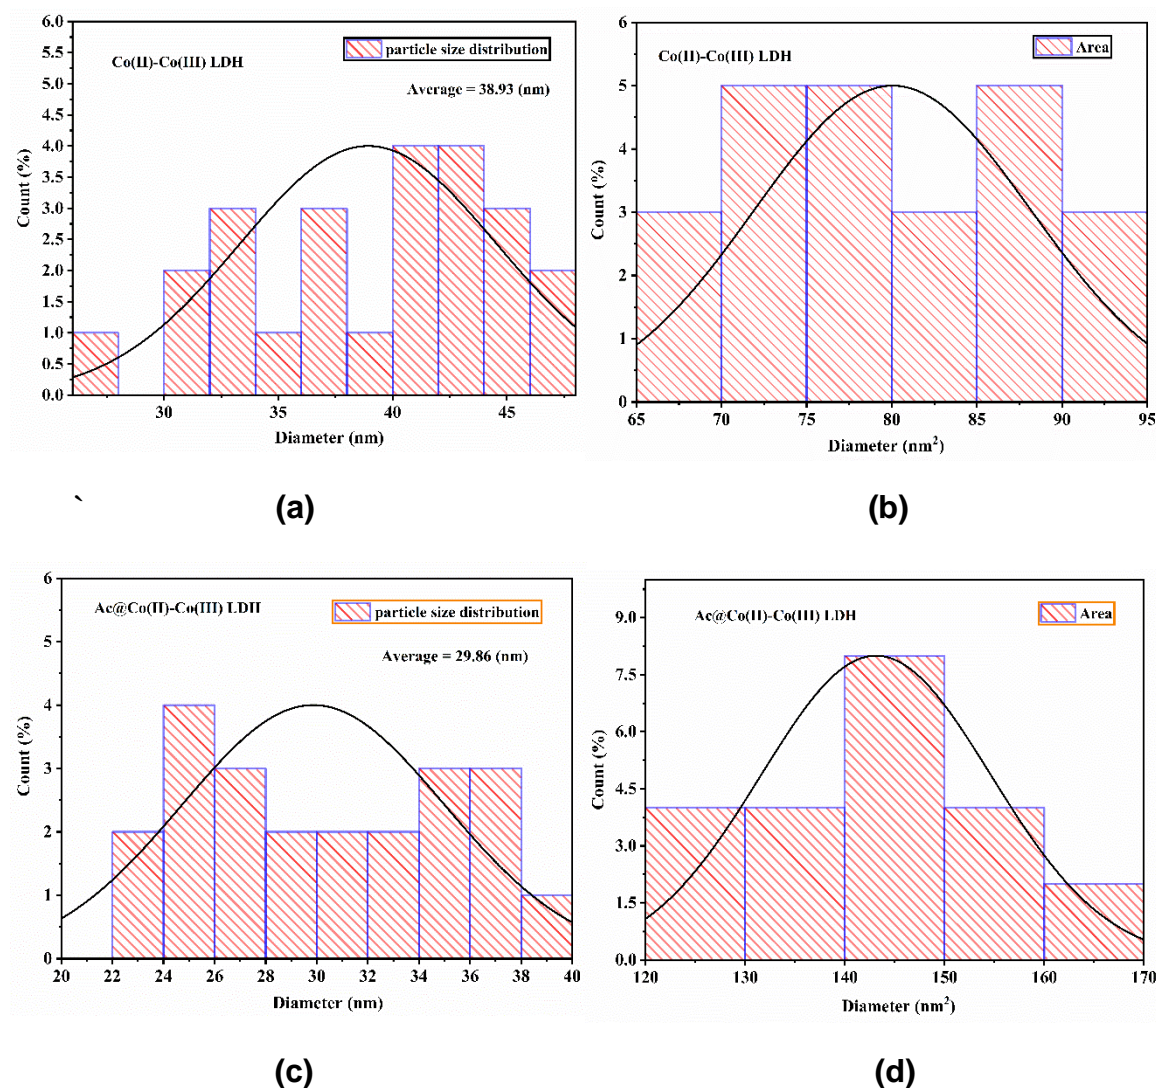 Co(II)-Co(III) LDH
particle size distribution
Average = 38.93 (nm)
Count (%)
6.0
5.5
5.0
4.5
4.0
3.5
3.0
2.5
2.0
1.5
1.0
0.5
0.0
30 35 40 45
Diameter (nm)
` (a)
Co(II)-Co(III) LDH
Area
Count (%)
6
5
4
3
2
1
0
65 70 75 80 85 90 95
Diameter (nm²)
(b)
Ac@Co(II)-Co(III) LDH
particle size distribution
Average = 29.86 (nm)
Count (%)
6
5
4
3
2
1
0
20 22 24 26 28 30 32 34 36 38 40
Diameter (nm)
(c)
Ac@Co(II)-Co(III) LDH
Area
Count (%)
9.0
7.5
6.0
4.5
3.0
1.5
0.0
120 130 140 150 160 170
Diameter (nm²)
(d)